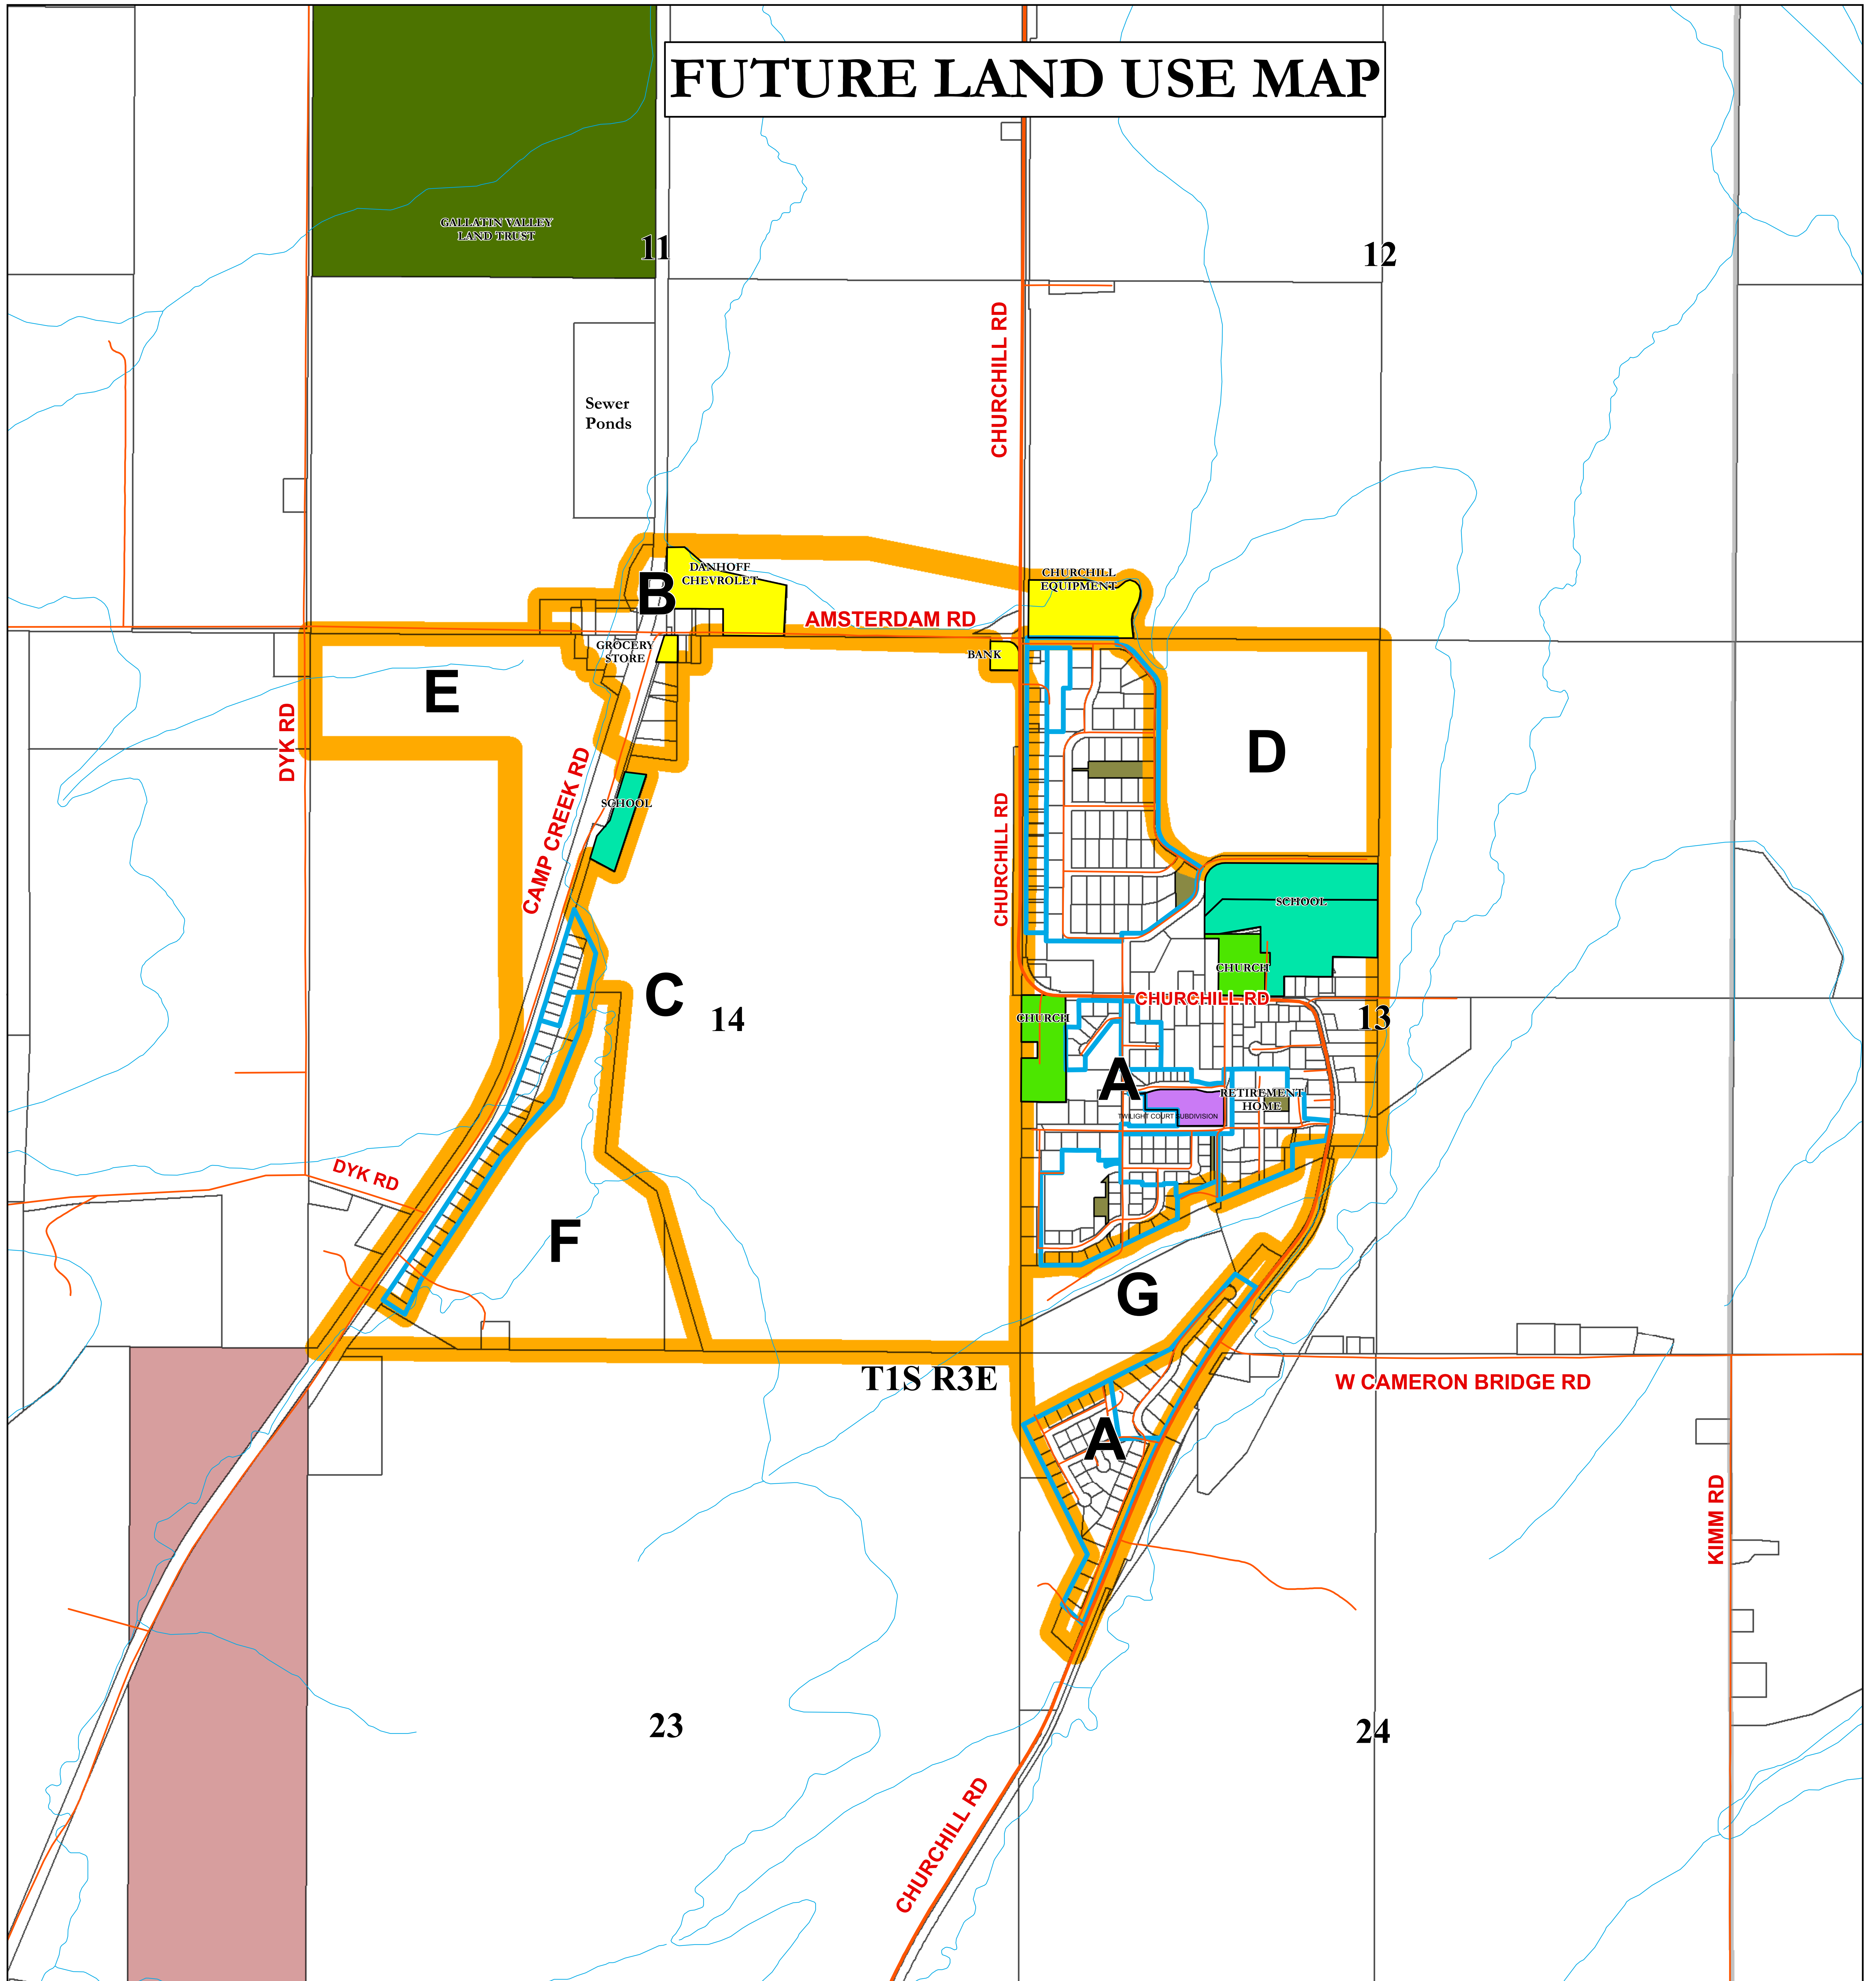 FUTURE LAND USE MAP
GALLATIN VALLEY
LAND TRUST
11
12
CHURCHILL RD
Sewer
Ponds
DANHOFF
CHEVROLET
CHURCHILL
EQUIPMENT
B
AMSTERDAM RD
GROCERY
STORE
BANK
E
DYK RD
D
CAMP CREEK RD
SCHOOL
CHURCHILL RD
SCHOOL
CHURCH
C
14
CHURCHILL RD
CHURCH
13
A
RETIREMENT
HOME
TWILIGHT COURT SUBDIVISION
DYK RD
F
G
T1S R3E
W CAMERON BRIDGE RD
A
KIMM RD
23
24
CHURCHILL RD